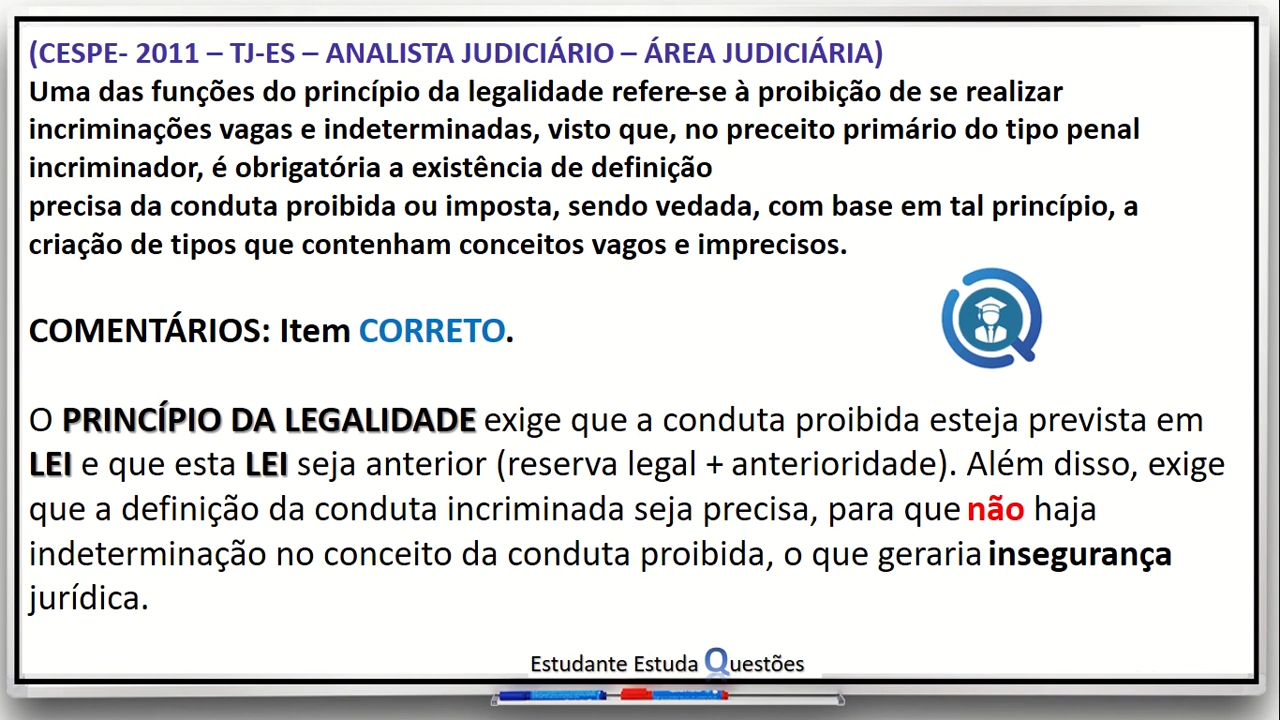 (CESPE- 2011 – TJ-ES – ANALISTA JUDICIÁRIO – ÁREA JUDICIÁRIA)
Uma das funções do princípio da legalidade refere-se à proibição de se realizar
incriminações vagas e indeterminadas, visto que, no preceito primário do tipo penal
incriminador, é obrigatória a existência de definição
precisa da conduta proibida ou imposta, sendo vedada, com base em tal princípio, a
criação de tipos que contenham conceitos vagos e imprecisos.
COMENTÁRIOS: Item CORRETO.
O PRINCÍPIO DA LEGALIDADE exige que a conduta proibida esteja prevista em
LEI e que esta LEI seja anterior (reserva legal + anterioridade). Além disso, exige
que a definição da conduta incriminada seja precisa, para que não haja
indeterminação no conceito da conduta proibida, o que geraria insegurança
jurídica.
Estudante Estuda Questões